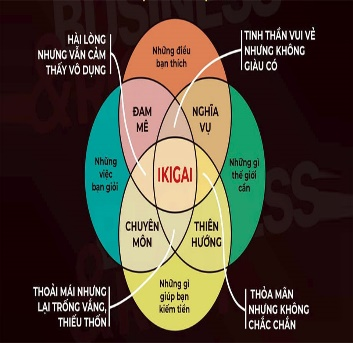 HÀI LÒNG
NHƯNG VẪN CẢM
THẤY VÔ DỤNG
TINH THẦN VUI VẺ
NHƯNG KHÔNG
GIÀU CÓ
Những điều
bạn thích
ĐAM
MÊ
NGHĨA
VỤ
Những
việc
bạn giỏi
IKIGAI
Những gì
thế giới
cần
CHUYÊN
MÔN
THIÊN
HƯỚNG
Những gì
giúp bạn
kiếm tiền
THOẢI MÁI NHƯNG
LẠI TRỐNG VẮNG,
THIẾU THỐN
THỎA MÃN
NHƯNG KHÔNG
CHẮC CHẮN